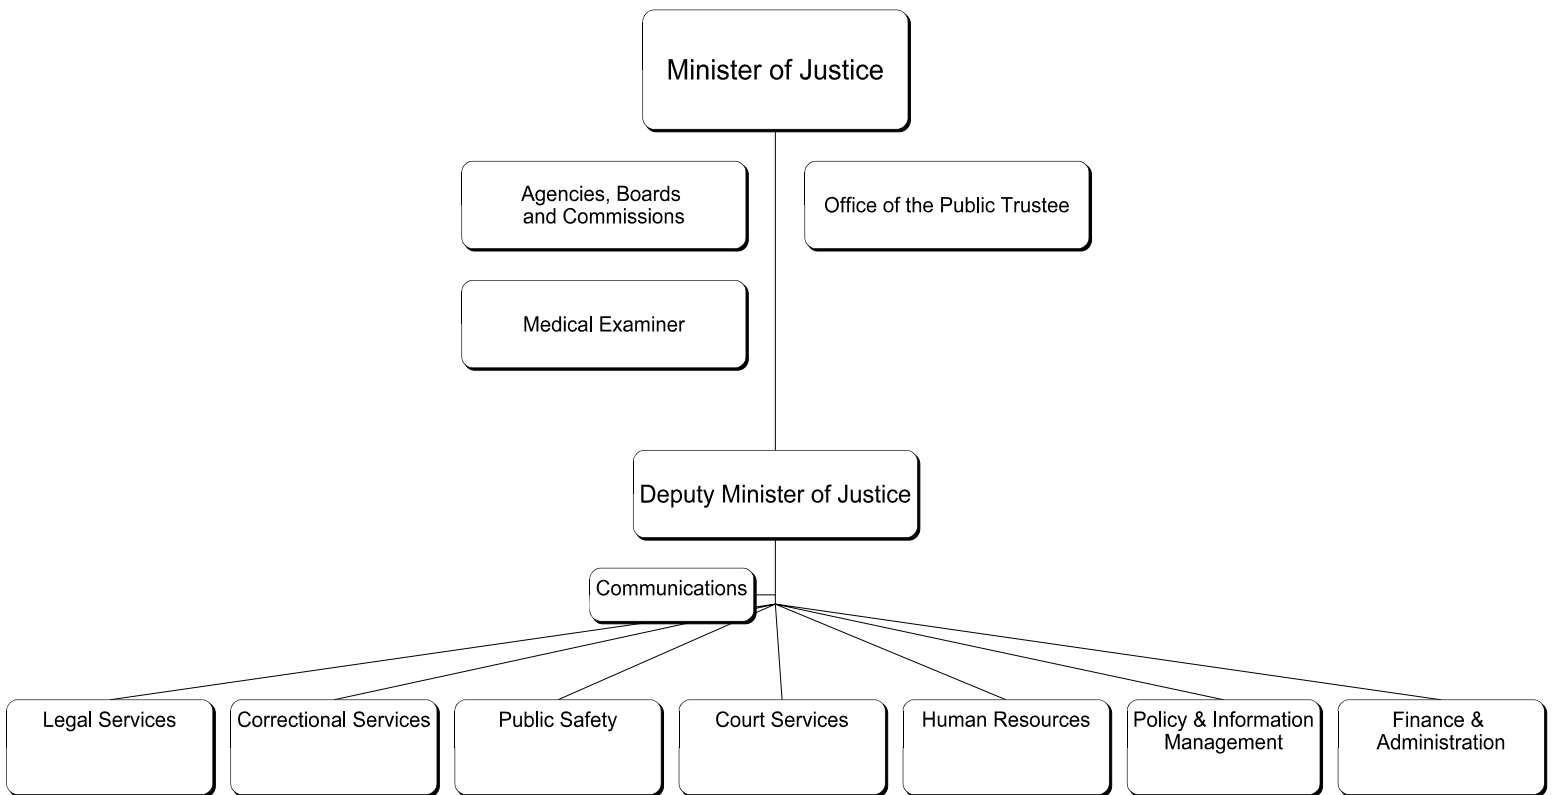 Minister of Justice
Agencies, Boards
and Commissions
Office of the Public Trustee
Medical Examiner
Deputy Minister of Justice
Communications
Legal Services
Correctional Services
Public Safety
Court Services
Human Resources
Policy & Information
Management
Finance &
Administration